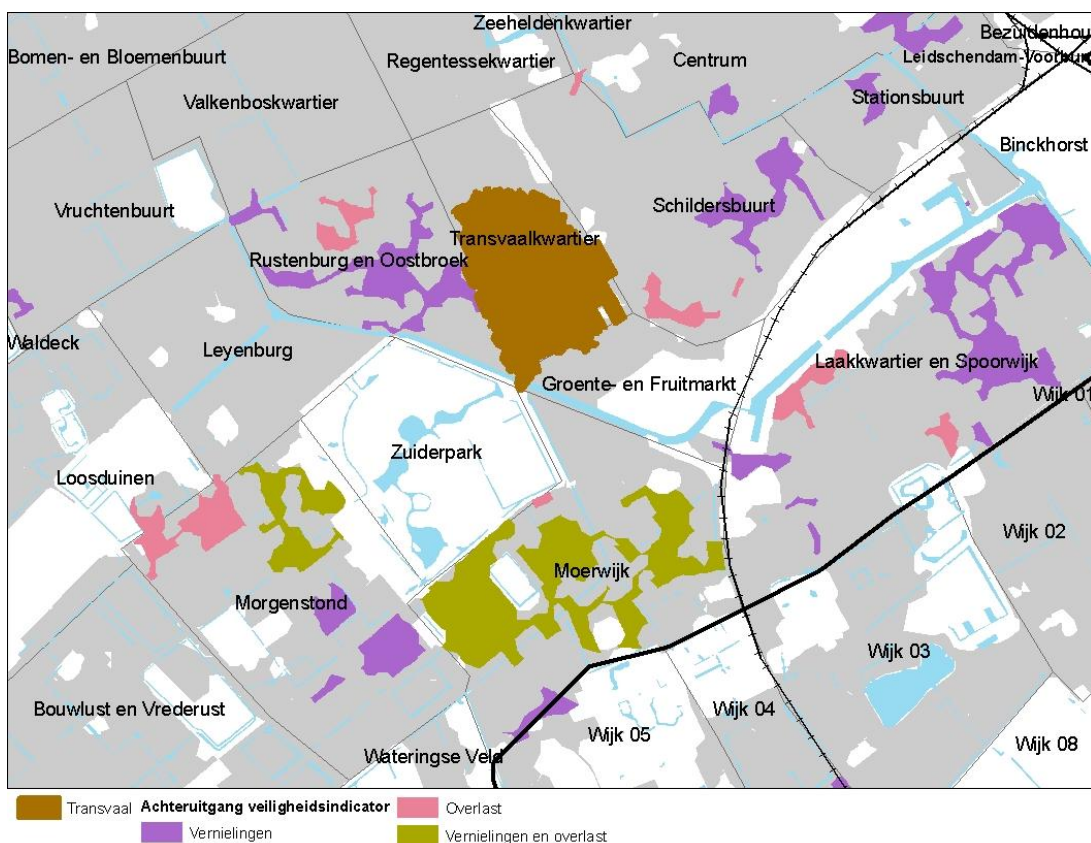 Zeeheldenkwartier
Bezuidenhou
Bomen- en Bloemenbuurt
Regentessekwartier
Centrum
Leidschendam-Voorburg
Valkenboskwartier
Stationsbuurt
Binckhorst
Vruchtenbuurt
Schildersbuurt
Transvaalkwartier
Rustenburg en Oostbroek
Waldeck
Leyenburg
Groente- en Fruitmarkt
Laakkwartier en Spoorwijk
Wijk 01
Zuiderpark
Loosduinen
Wijk 02
Moerwijk
Morgenstond
Wijk 03
Bouwlust en Vrederust
Wijk 04
Wijk 05
Wijk 08
Wateringse Veld
Transvaal Achteruitgang veiligheidsindicator Overlast
Vernielingen Vernielingen en overlast